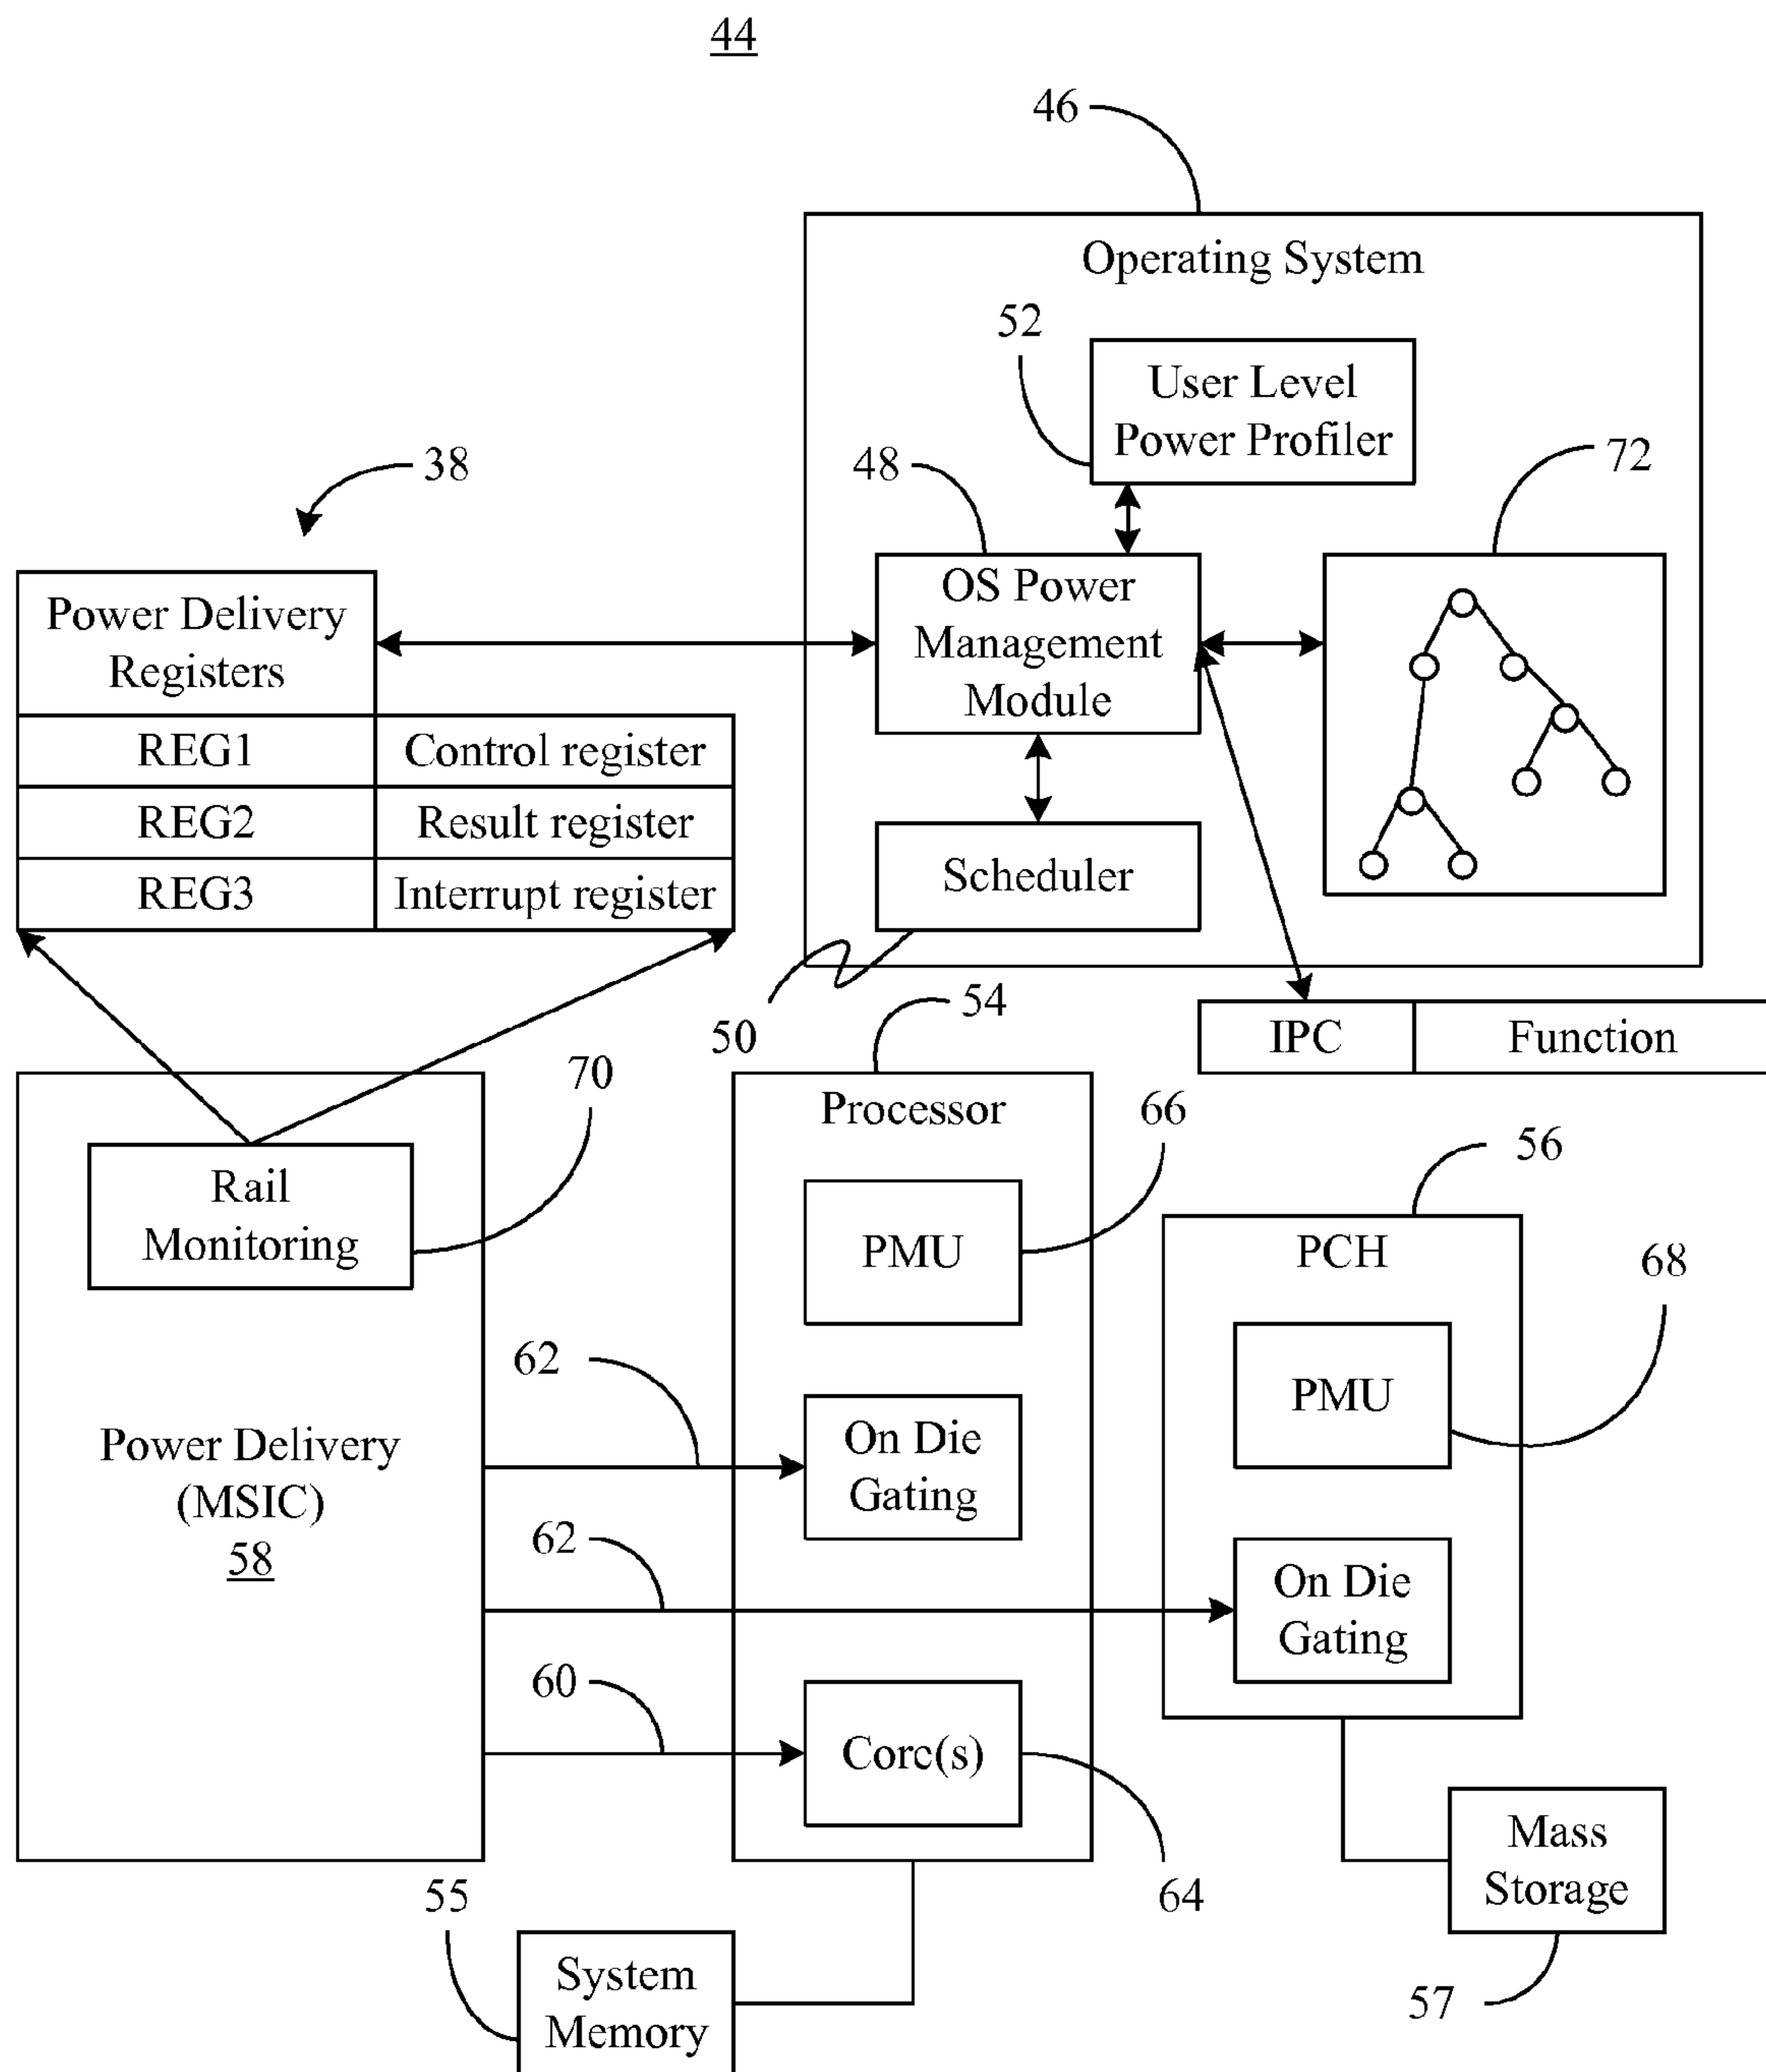 44
46
Operating System
52
User Level
Power Profiler
38
48
72
Power Delivery
Registers
OS Power
Management
Module
REG1
Control register
REG2
Result register
REG3
Interrupt register
Scheduler
50
54
IPC
Function
70
Processor
66
56
Rail
Monitoring
PMU
PCH
68
62
PMU
Power Delivery
(MSIC)
58
On Die
Gating
62
On Die
Gating
60
Corc(s)
Mass
Storage
55
64
System
Memory
57